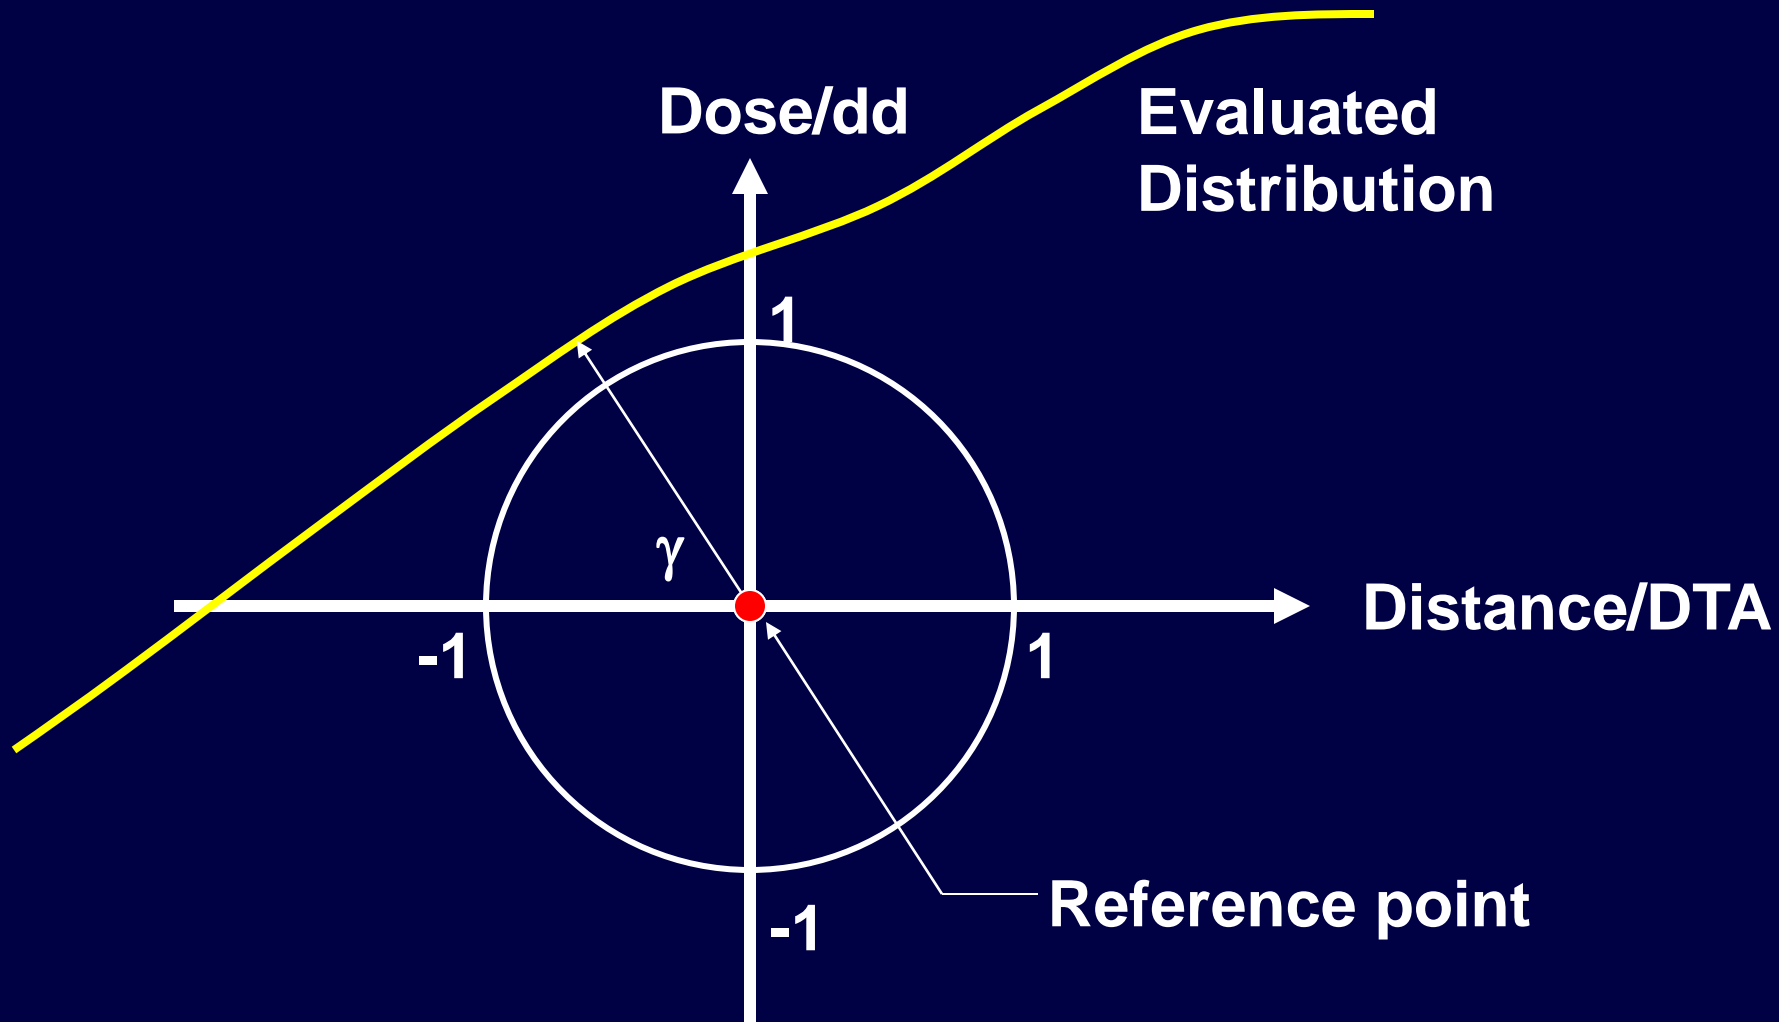 Dose/dd
Evaluated
Distribution
1
γ
Distance/DTA
-1
1
Reference point
-1